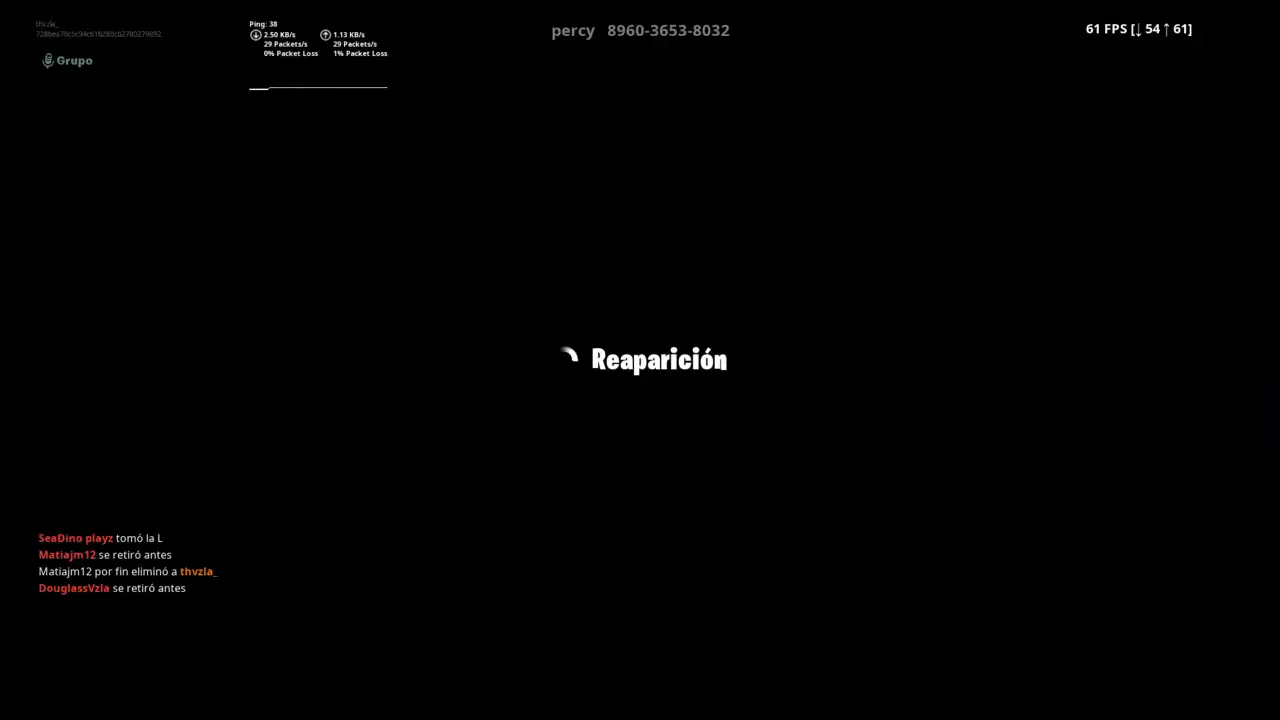 thvzla_
Grupo
Ping: 38
2.50 KB/s 1.13 KB/s
29 Packets/s 29 Packets/s
0% Packet Loss 1% Packet Loss
percy 8960-3653-8032
61 FPS [↓ 54 ↑ 61]
Reaparición
SeaDino playz tomó la L
Matiajm12 se retiró antes
Matiajm12 por fin eliminó a thvzla_
DouglassVzla se retiró antes